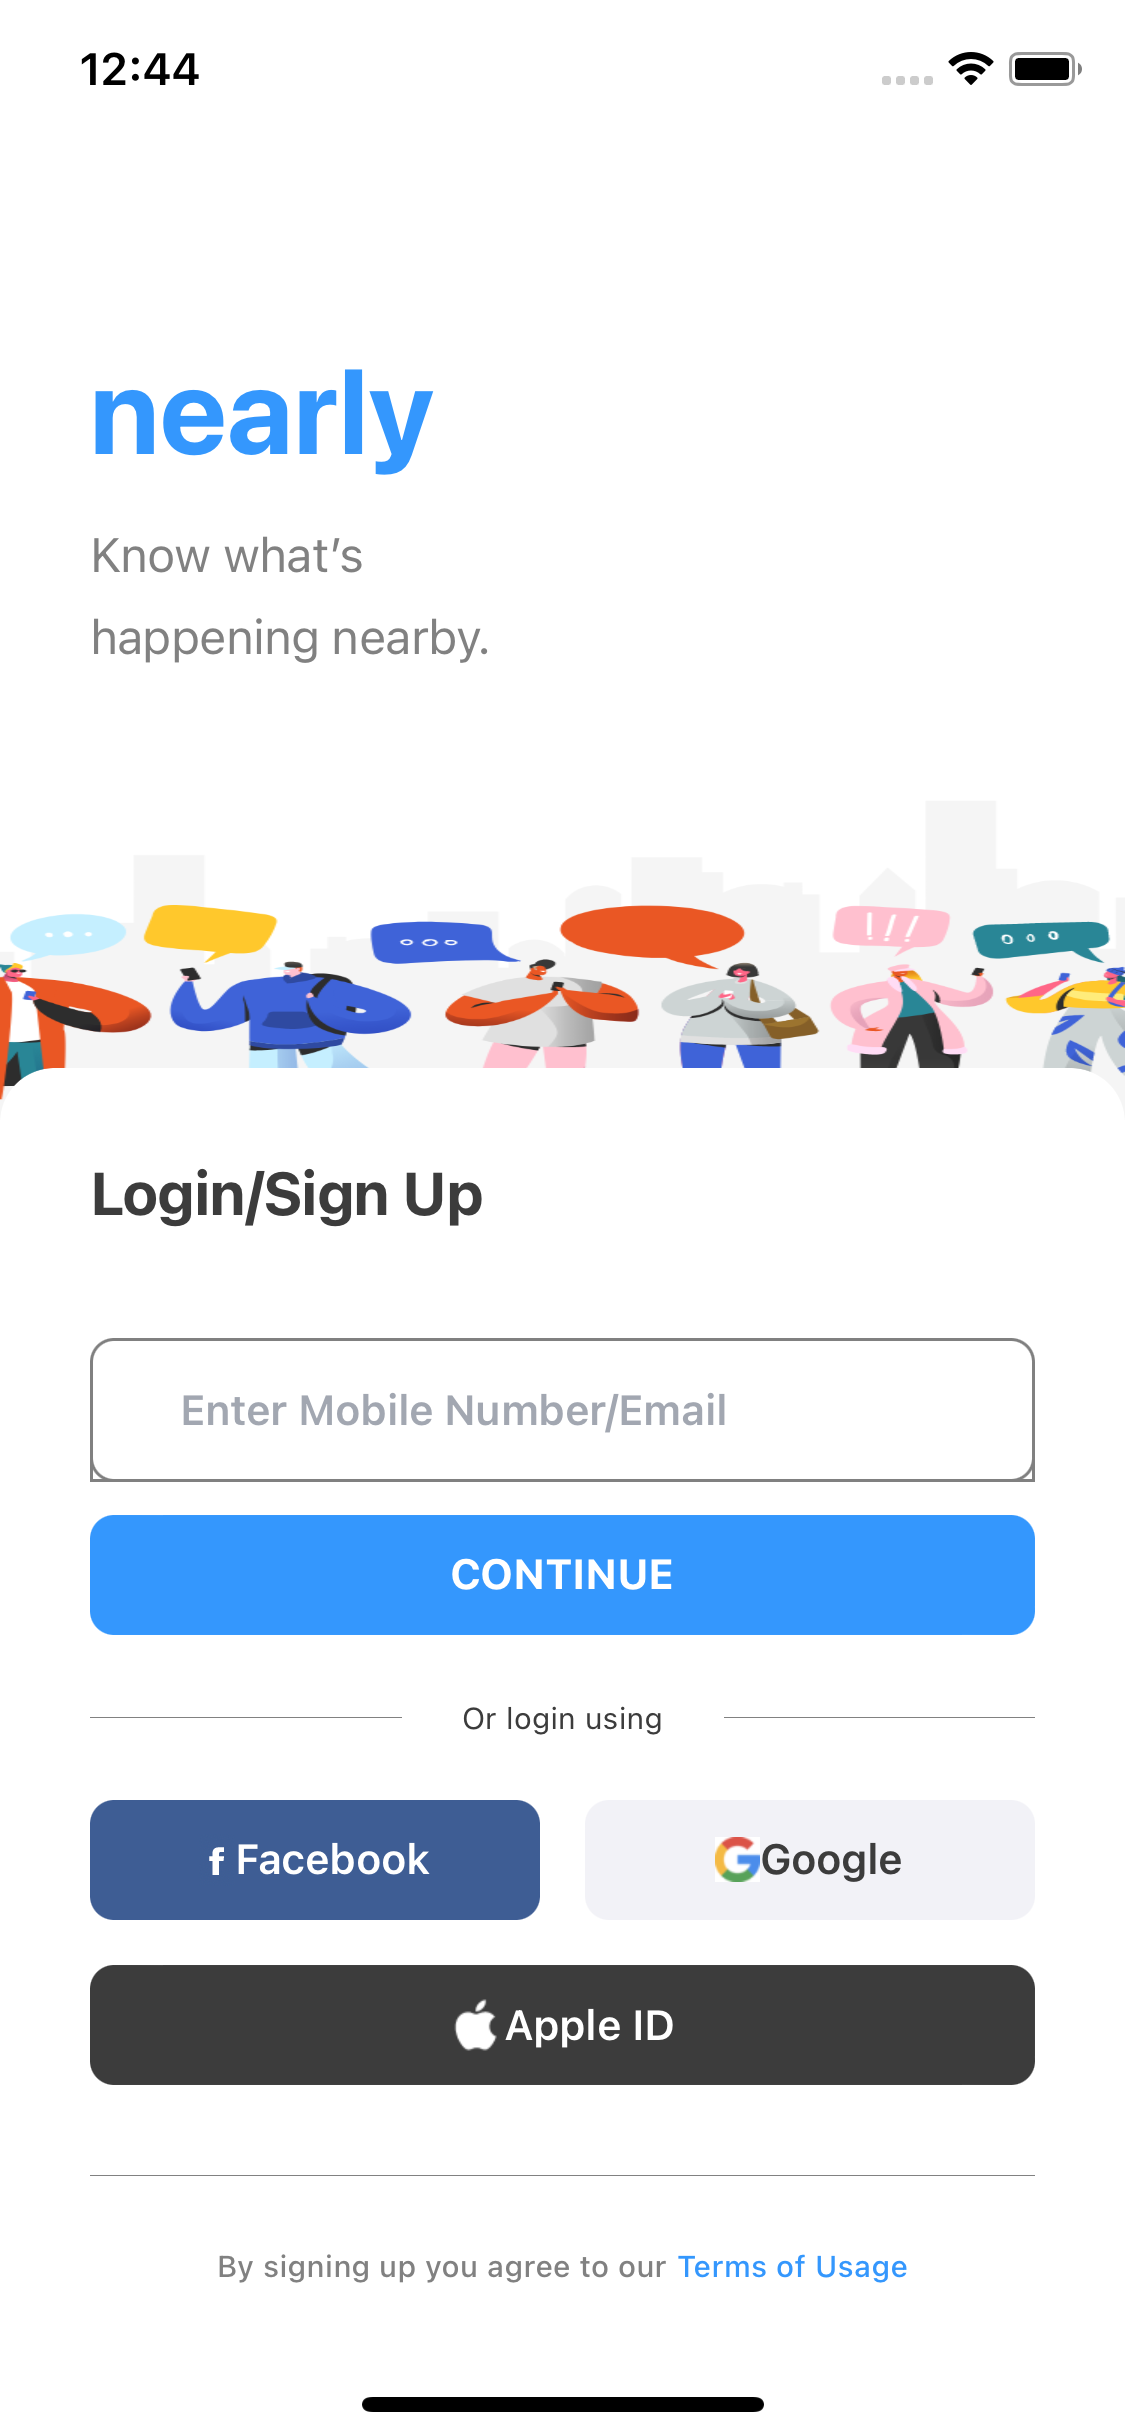 12:44
nearly
Know what’s
happening nearby.
!!!
Login/Sign Up
Enter Mobile Number/Email
CONTINUE
Or login using
f Facebook
Google
Apple ID
By signing up you agree to our Terms of Usage